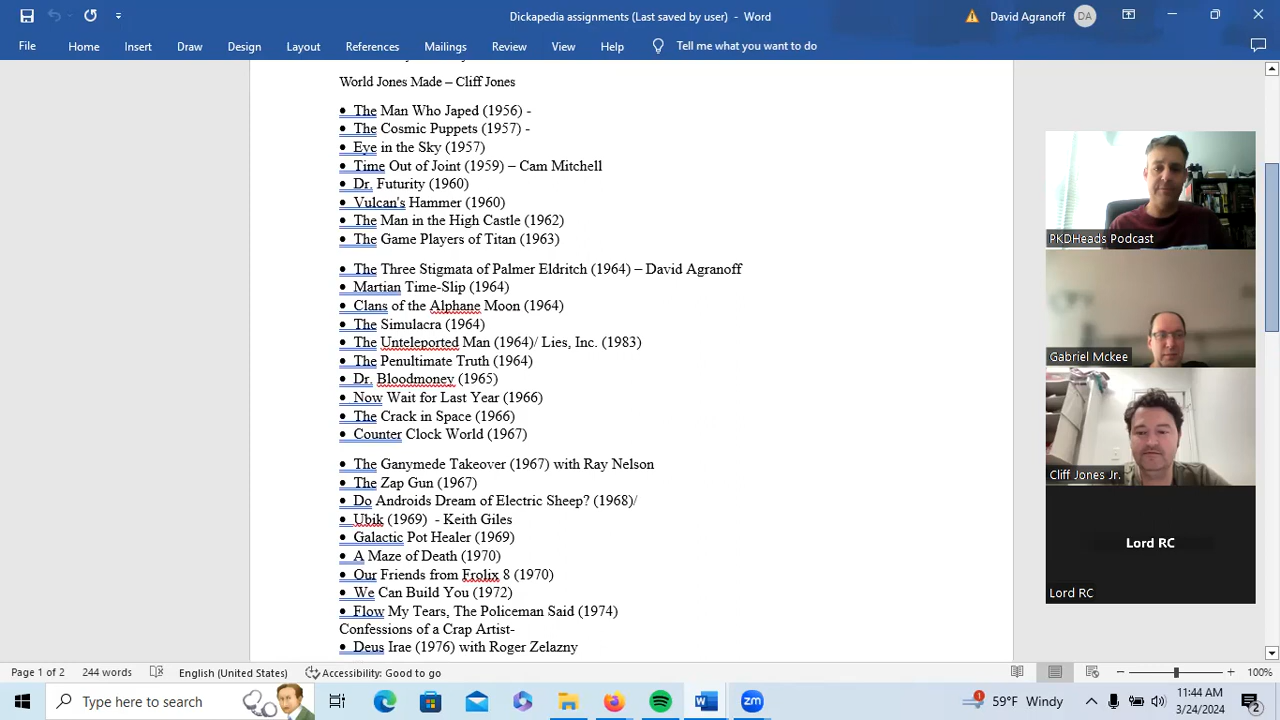 Dickapedia assignments (saved by user) - Word
David Agranoff
DA
File Home Insert Draw Design Layout References Mailings Review View Help Tell me what you want to do
World Jones Made – Cliff Jones
• The Man Who Japed (1956) -
• The Cosmic Puppets (1957) -
• Eye in the Sky (1957)
• Time Out of Joint (1959) – Cam Mitchell
• Dr. Futurity (1960)
• Vulcan's Hammer (1960)
• The Man in the High Castle (1962)
• The Game Players of Titan (1963)
• The Three Stigmata of Palmer Eldritch (1964) – David Agranoff
• Martian Time-Slip (1964)
• Clans of the Alphane Moon (1964)
• The Simulacra (1964)
• The Unteleported Man (1964)/ Lies, Inc. (1983)
• The Penultimate Truth (1964)
• Dr. Bloodmoney (1965)
• Now Wait for Last Year (1966)
• The Crack in Space (1966)
• Counter Clock World (1967)
• The Ganymede Takeover (1967) with Ray Nelson
• The Zap Gun (1967)
• Do Androids Dream of Electric Sheep? (1968)/
• Ubik (1969) - Keith Giles
• Galactic Pot Healer (1969)
• A Maze of Death (1970)
• Our Friends from Frolix 8 (1970)
• We Can Build You (1972)
• Flow My Tears, The Policeman Said (1974)
Confessions of a Crap Artist-
• Deus Irae (1976) with Roger Zelazny
PKDHeads Podcast
Gabriel Mckee
Cliff Jones Jr.
Lord RC
Lord RC
Page 1 of 2 244 words English (United States) Accessibility: Good to go 100%
Type here to search
W
zm
1
59°F Windy
11:44 AM
3/24/2024
2